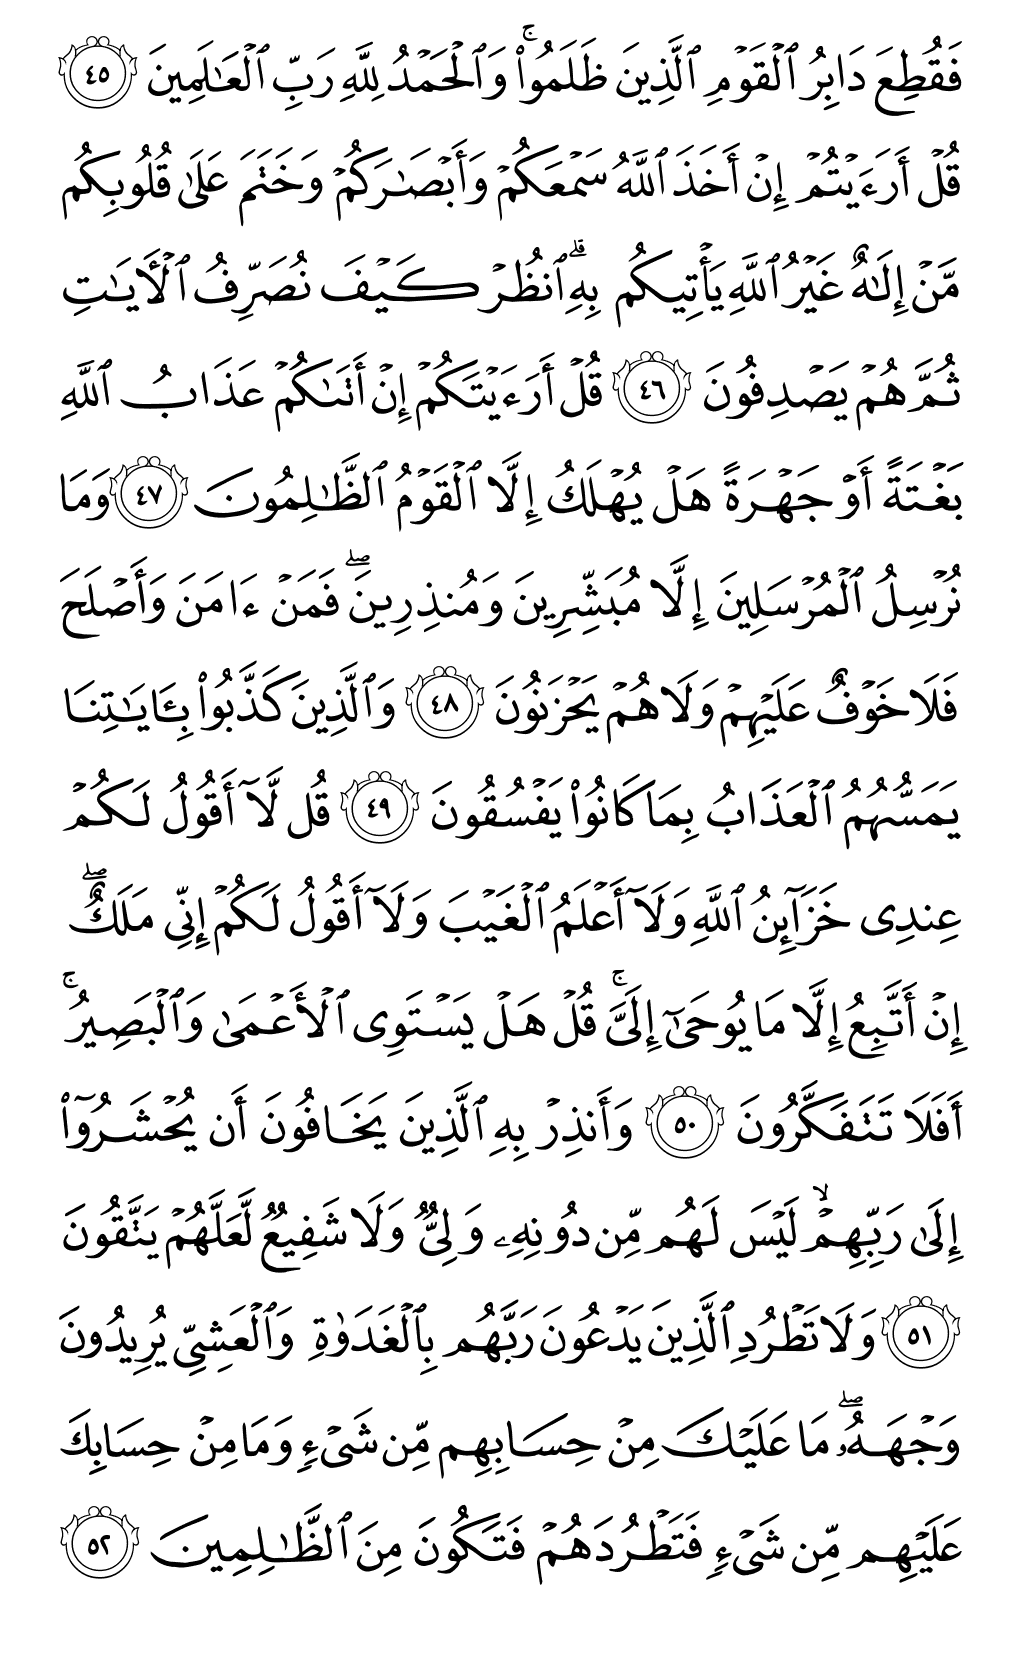 فَقُطِعَ دَابِرُ ٱلۡقَوۡمِ ٱلَّذِينَ ظَلَمُواْۚ وَٱلۡحَمۡدُ لِلَّهِ رَبِّ ٱلۡعَٰلَمِينَ ٤٥
قُلۡ أَرَءَيۡتُمۡ إِنۡ أَخَذَ ٱللَّهُ سَمۡعَكُمۡ وَأَبۡصَٰرَكُمۡ وَخَتَمَ عَلَىٰ قُلُوبِكُم
مَّنۡ إِلَٰهٌ غَيۡرُ ٱللَّهِ يَأۡتِيكُم بِهِۗ ٱنظُرۡ كَيۡفَ نُصَرِّفُ ٱلۡأٓيَٰتِ
ثُمَّ هُمۡ يَصۡدِفُونَ ٤٦ قُلۡ أَرَءَيۡتَكُمۡ إِنۡ أَتَىٰكُمۡ عَذَابُ ٱللَّهِ
بَغۡتَةً أَوۡ جَهۡرَةً هَلۡ يُهۡلَكُ إِلَّا ٱلۡقَوۡمُ ٱلظَّٰلِمُونَ ٤٧ وَمَا
نُرۡسِلُ ٱلۡمُرۡسَلِينَ إِلَّا مُبَشِّرِينَ وَمُنذِرِينَۖ فَمَنۡ ءَامَنَ وَأَصۡلَحَ
فَلَا خَوۡفٌ عَلَيۡهِمۡ وَلَا هُمۡ يَحۡزَنُونَ ٤٨ وَٱلَّذِينَ كَذَّبُواْ بِـَٔايَٰتِنَا
يَمَسُّهُمُ ٱلۡعَذَابُ بِمَا كَانُواْ يَفۡسُقُونَ ٤٩ قُل لَّآ أَقُولُ لَكُمۡ
عِندِي خَزَآئِنُ ٱللَّهِ وَلَآ أَعۡلَمُ ٱلۡغَيۡبَ وَلَآ أَقُولُ لَكُمۡ إِنِّي مَلَكٌۖ
إِنۡ أَتَّبِعُ إِلَّا مَا يُوحَىٰٓ إِلَيَّۚ قُلۡ هَلۡ يَسۡتَوِي ٱلۡأَعۡمَىٰ وَٱلۡبَصِيرُۚ
أَفَلَا تَتَفَكَّرُونَ ٥٠ وَأَنذِرۡ بِهِ ٱلَّذِينَ يَخَافُونَ أَن يُحۡشَرُوٓاْ
إِلَىٰ رَبِّهِمۡ لَيۡسَ لَهُم مِّن دُونِهِۦ وَلِيٌّ وَلَا شَفِيعٌ لَّعَلَّهُمۡ يَتَّقُونَ
٥١ وَلَا تَطۡرُدِ ٱلَّذِينَ يَدۡعُونَ رَبَّهُم بِٱلۡغَدَوٰةِ وَٱلۡعَشِيِّ يُرِيدُونَ
وَجۡهَهُۥۖ مَا عَلَيۡكَ مِنۡ حِسَابِهِم مِّن شَيۡءٖ وَمَا مِنۡ حِسَابِكَ
عَلَيۡهِم مِّن شَيۡءٖ فَتَطۡرُدَهُمۡ فَتَكُونَ مِنَ ٱلظَّٰلِمِينَ ٥٢